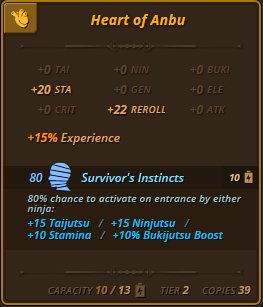 Heart of Anbu
+0 TAI +0 NIN +0 BUKI
+20 STA +0 GEN +0 ELE
+0 CRIT +22 REROLL +0 ATK
+15% Experience
80 Survivor's Instincts 10
80% chance to activate on entrance by either
ninja:
+15 Taijutsu / +15 Ninjutsu /
+10 Stamina / +10% Bukijutsu Boost
CAPACITY 10 / 13 TIER 2 COPIES 39